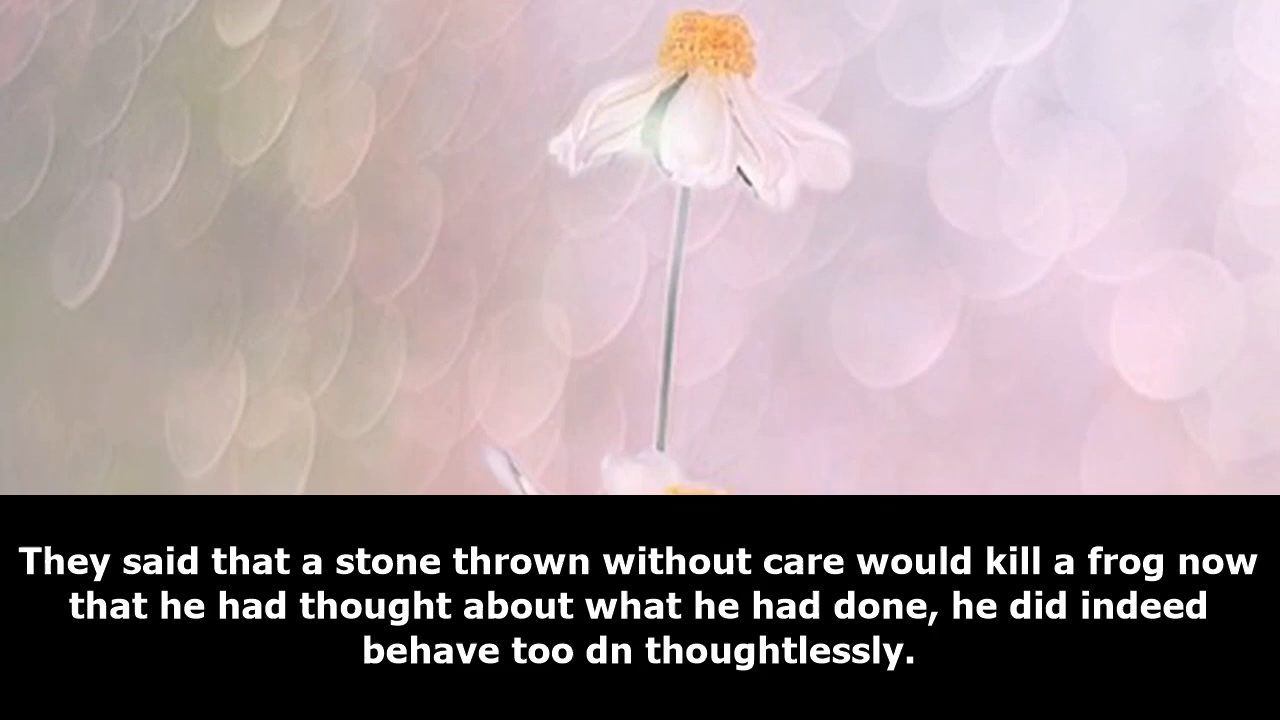 They said that a stone thrown without care would kill a frog now
that he had thought about what he had done, he did indeed
behave too dn thoughtlessly.